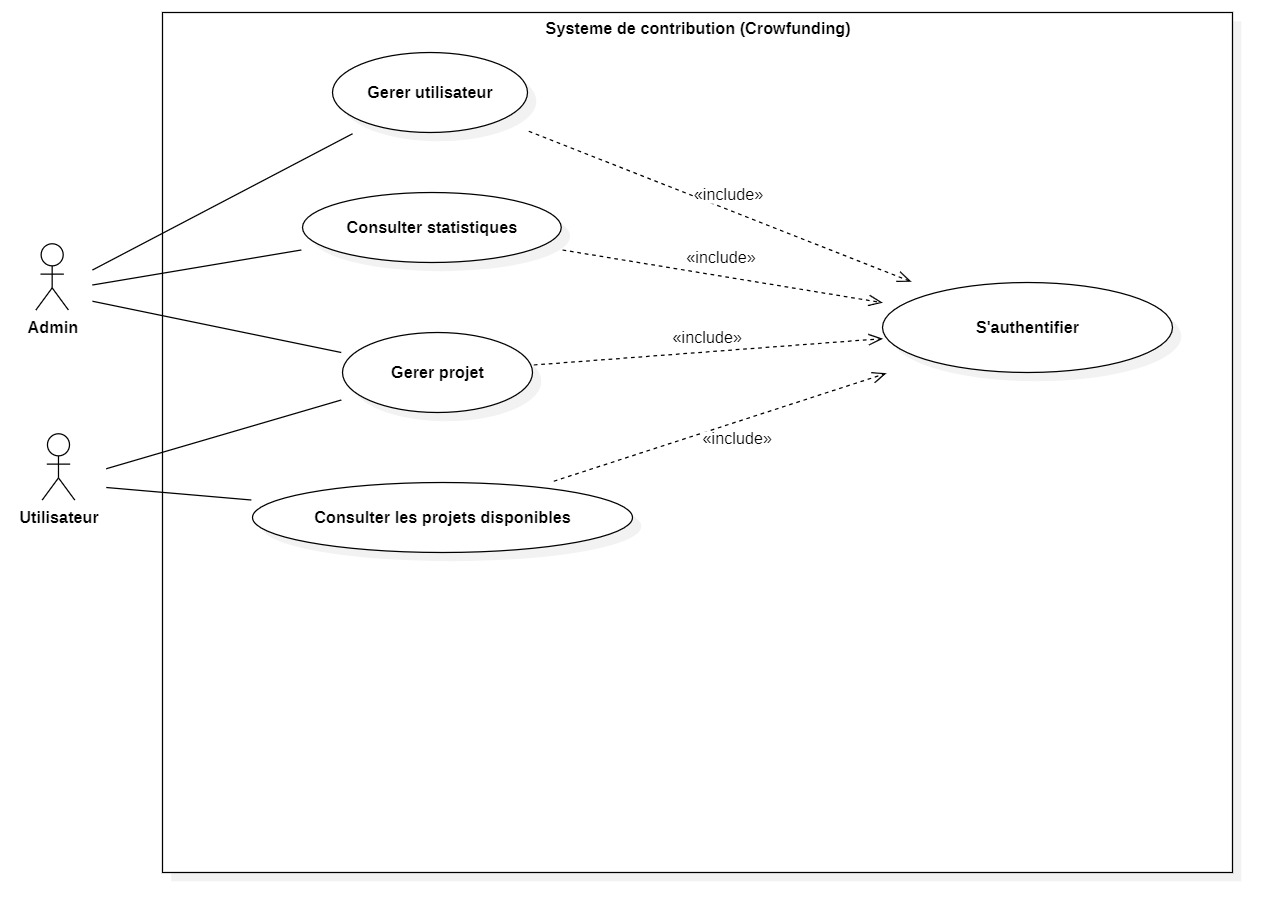 Systeme de contribution (Crowfunding)
Gerer utilisateur
«include»
Consulter statistiques
«include»
Admin
S'authentifier
«include»
Gerer projet
«include»
Utilisateur
Consulter les projets disponibles